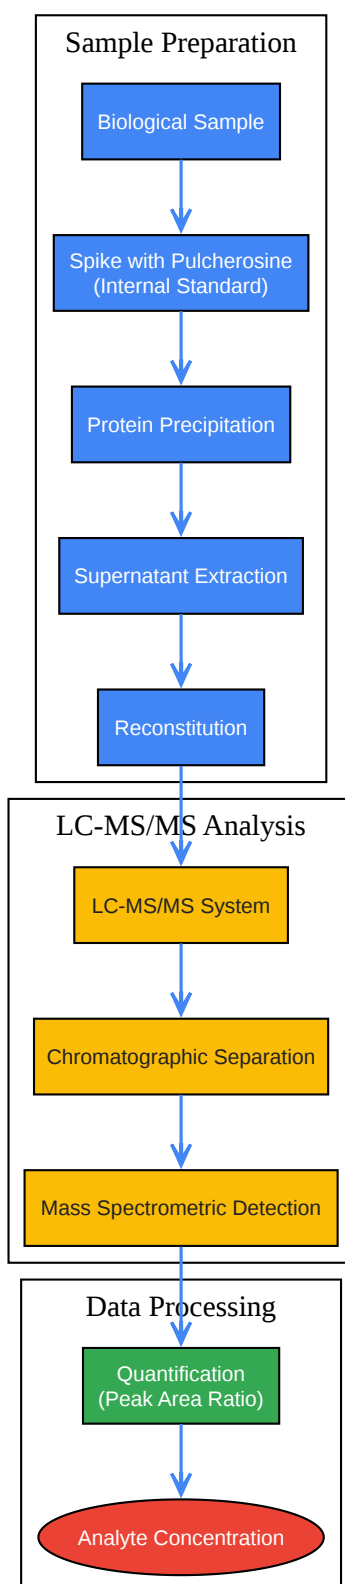 Sample Preparation
Biological Sample
Spike with Pulcherosine
(Internal Standard)
Protein Precipitation
Supernatant Extraction
Reconstitution
LC-MS/MS Analysis
LC-MS/MS System
Chromatographic Separation
Mass Spectrometric Detection
Data Processing
Quantification
(Peak Area Ratio)
Analyte Concentration